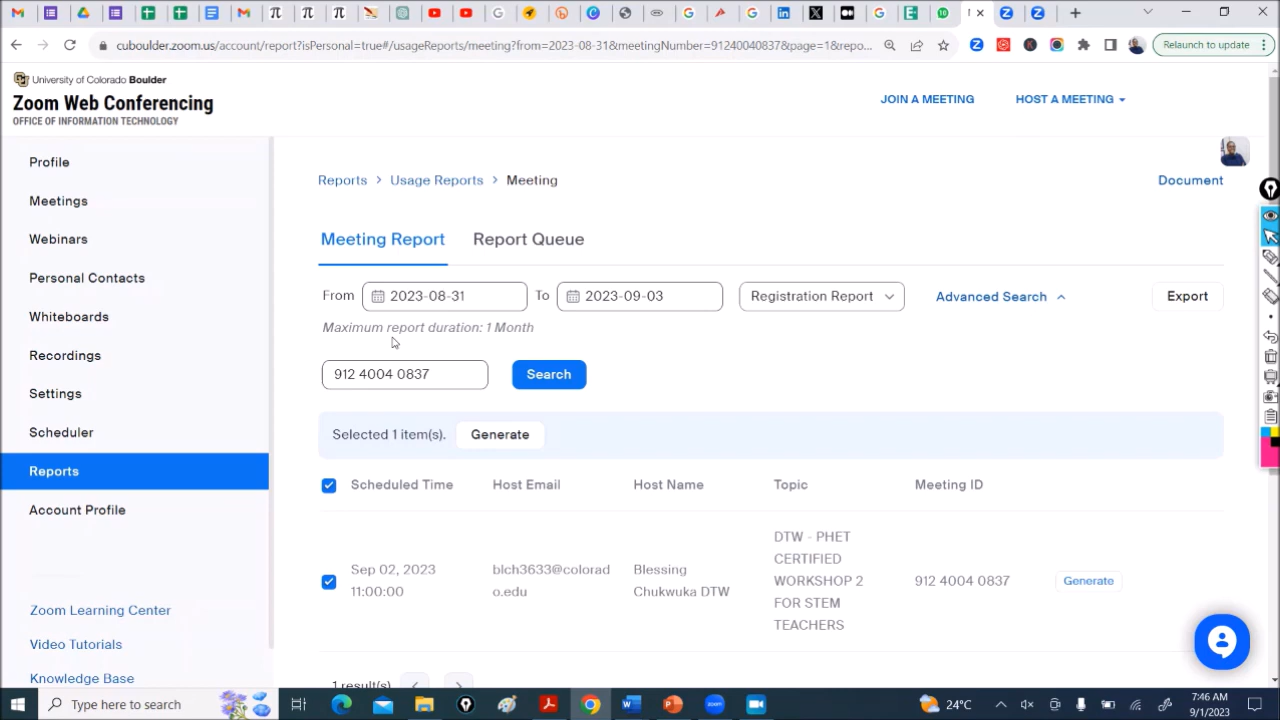 cuboulder.zoom.us/account/report?isPersonal=true#/usageReports/meeting?from=2023-08-31&meetingNumber=91240040837&page=1&repo...
Relaunch to update
University of Colorado Boulder
Zoom Web Conferencing
OFFICE OF INFORMATION TECHNOLOGY
JOIN A MEETING
HOST A MEETING
Profile
Meetings
Webinars
Personal Contacts
Whiteboards
Recordings
Settings
Scheduler
Reports
Account Profile
Zoom Learning Center
Video Tutorials
Knowledge Base
Reports > Usage Reports > Meeting
Document
Meeting Report
Report Queue
From 2023-08-31 To 2023-09-03 Registration Report Advanced Search Export
Maximum report duration: 1 Month
912 4004 0837 Search
Selected 1 item(s). Generate
Scheduled Time Host Email Host Name Topic Meeting ID
Sep 02, 2023
11:00:00
blch3633@colorad
o.edu
Blessing
Chukwuka DTW
DTW - PHET
CERTIFIED
WORKSHOP 2
FOR STEM
TEACHERS
912 4004 0837
Generate
1 result(s)
Type here to search
24°C
7:46 AM
9/1/2023